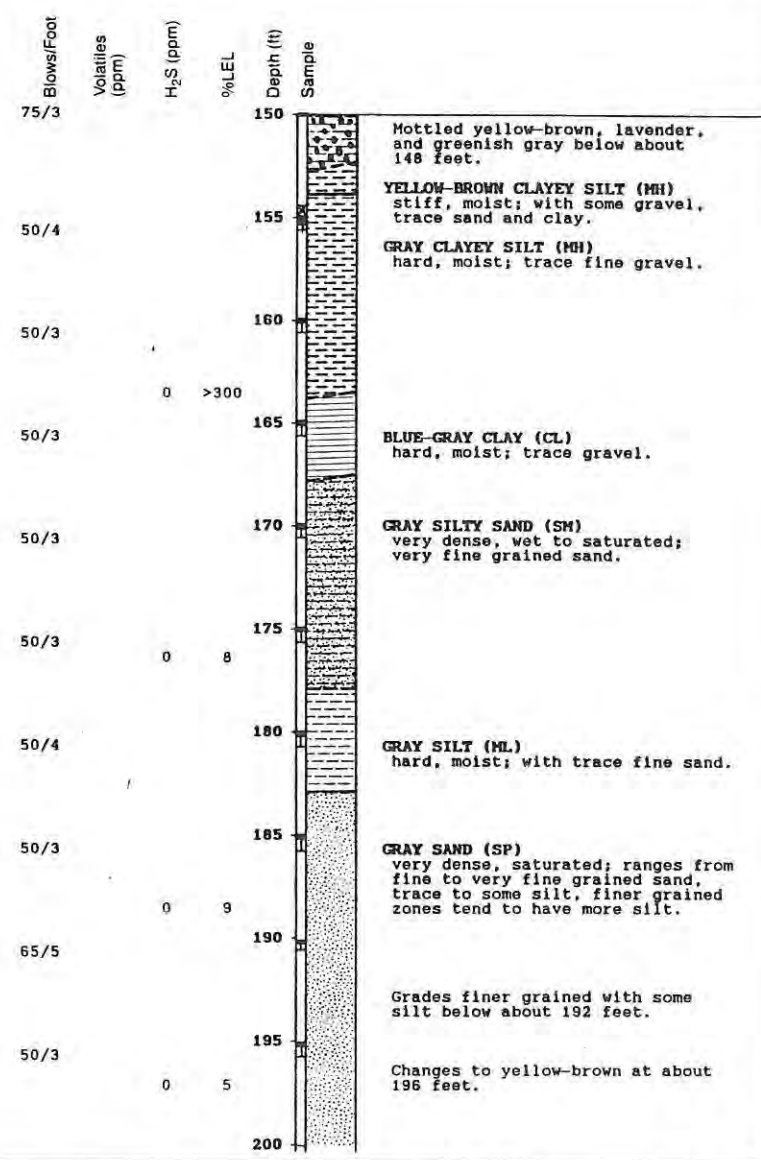 Blows/Foot
Volatiles (ppm)
H₂S (ppm)
%LEL
Depth (ft)
Sample
75/3
150
Mottled yellow-brown, lavender,
and greenish gray below about
148 feet.
YELLOW-BROWN CLAYEY SILT (MH)
stiff, moist; with some gravel,
trace sand and clay.
155
50/4
GRAY CLAYEY SILT (MH)
hard, moist; trace fine gravel.
160
50/3
0 >300
165
50/3
BLUE-GRAY CLAY (CL)
hard, moist; trace gravel.
170
50/3
GRAY SILTY SAND (SM)
very dense, wet to saturated;
very fine grained sand.
175
50/3
0 8
180
50/4
GRAY SILT (ML)
hard, moist; with trace fine sand.
185
50/3
GRAY SAND (SP)
very dense, saturated; ranges from
fine to very fine grained sand,
trace to some silt, finer grained
zones tend to have more silt.
0 9
190
65/5
Grades finer grained with some
silt below about 192 feet.
195
50/3
Changes to yellow-brown at about
196 feet.
0 5
200